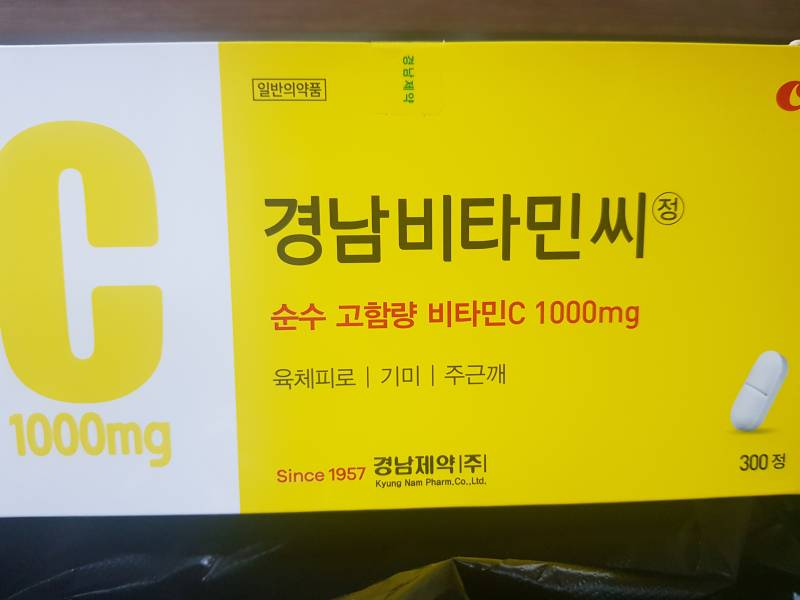 경남제약
일반의약품
C
1000mg
경남비타민씨 정
순수 고함량 비타민C 1000mg
육체피로 | 기미 | 주근깨
Since 1957 경남제약|주|
Kyung Nam Pharm.Co.,Ltd.
300 정